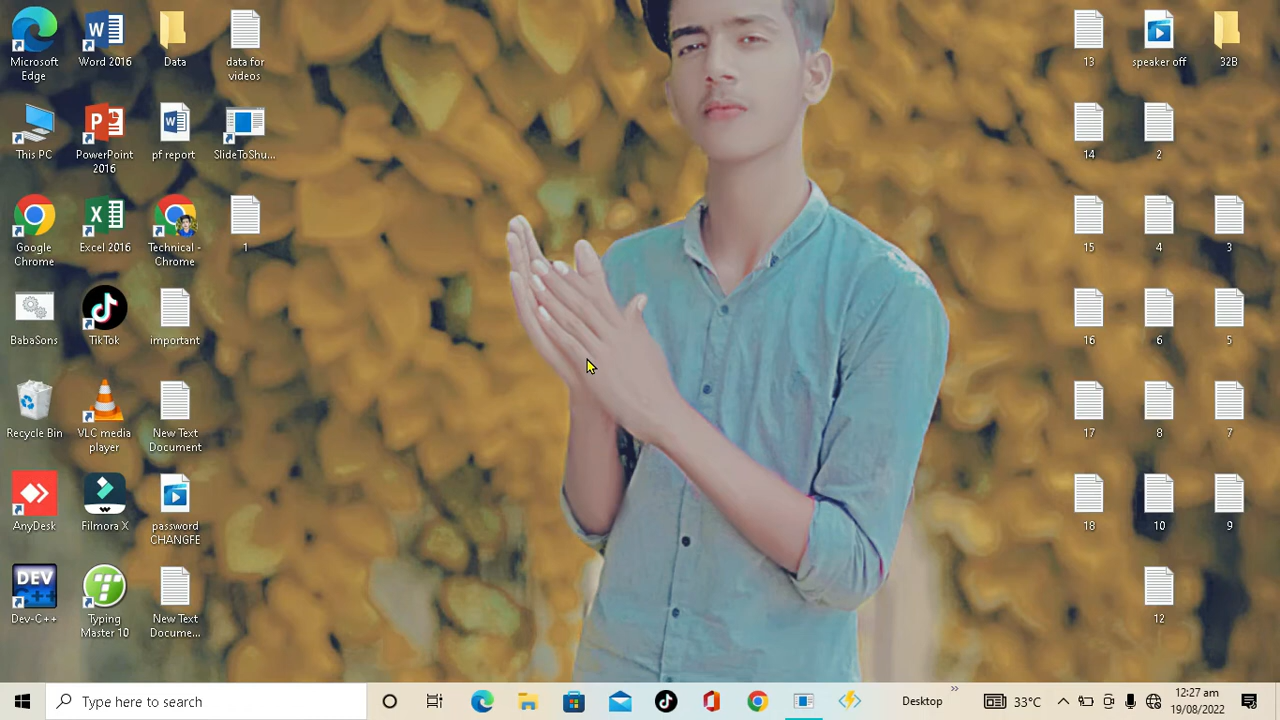 Microsoft
Edge
Word 2016
Data
data for
videos
13
speaker off
32B
This PC
PowerPoint
2016
pf report
SlideToShu...
14
2
Google
Chrome
Excel 2016
Technical -
Chrome
1
15
4
3
BabaSons
TikTok
important
16
6
5
Recycle Bin
VLC media
player
New Text
Document
17
8
7
AnyDesk
Filmora X
password
CHANGFE
18
10
9
DEV
C++
Dev-C++
Typing
Master 10
New Text
Docume...
12
Type here to search
Desktop
33°C
12:27 am
19/08/2022